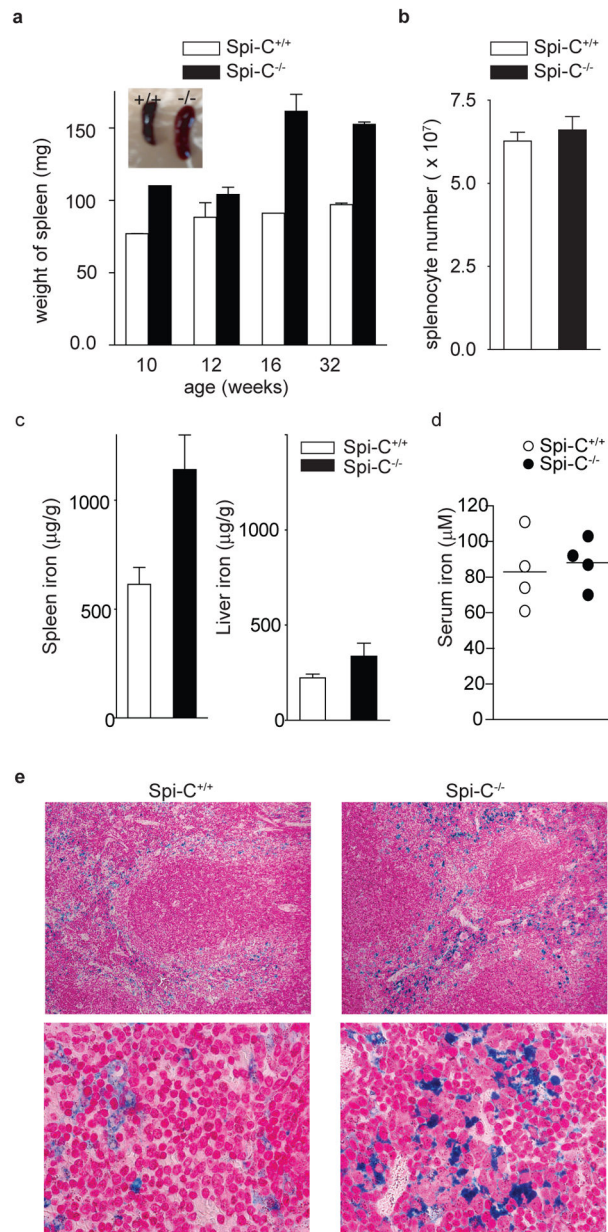 a
Spi-C+/+
Spi-C-/-
+/+ -/-
weight of spleen (mg)
150
100
50
0.0
10 12 16 32
age (weeks)
b
Spi-C+/+
Spi-C-/-
splenocyte number ( x 10⁷)
7.5
5.0
2.5
0.0
c
Spleen iron (µg/g)
1000
500
0
Spi-C+/+
Spi-C-/-
Liver iron (µg/g)
1000
500
0
d
Spi-C+/+
Spi-C-/-
Serum iron (µM)
120
100
80
60
40
20
0
e
Spi-C+/+ Spi-C-/-